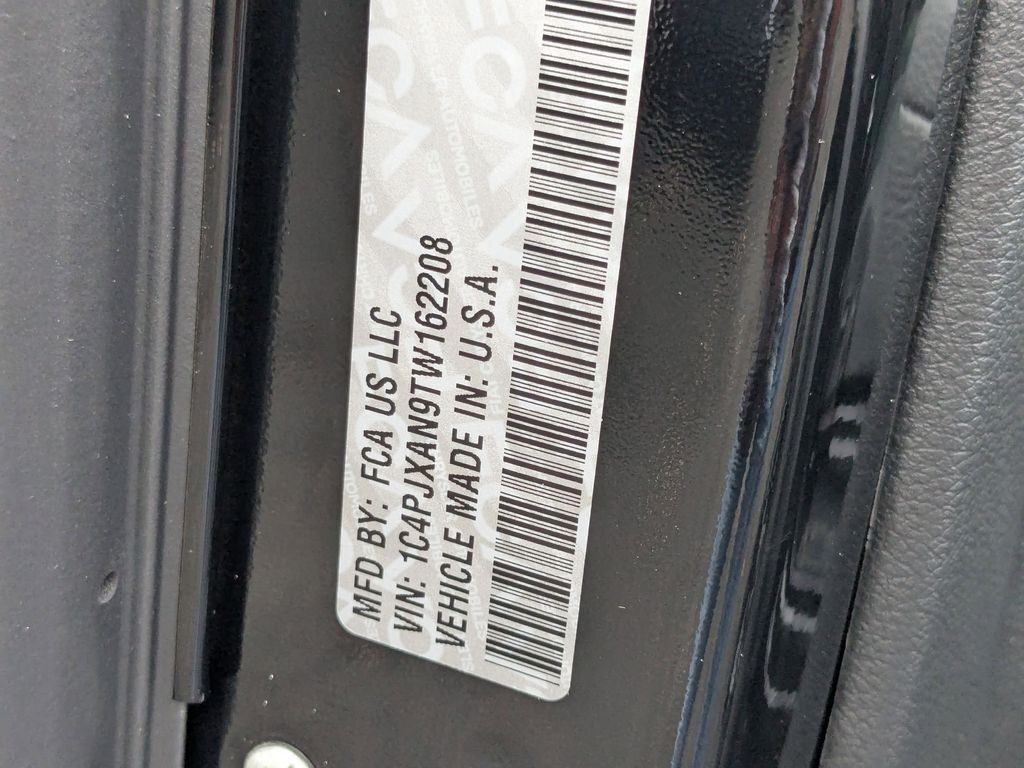 MFD BY: FCA US LLC
VIN: 1C4PJXAN9TW162208
VEHICLE MADE IN: U.S.A.